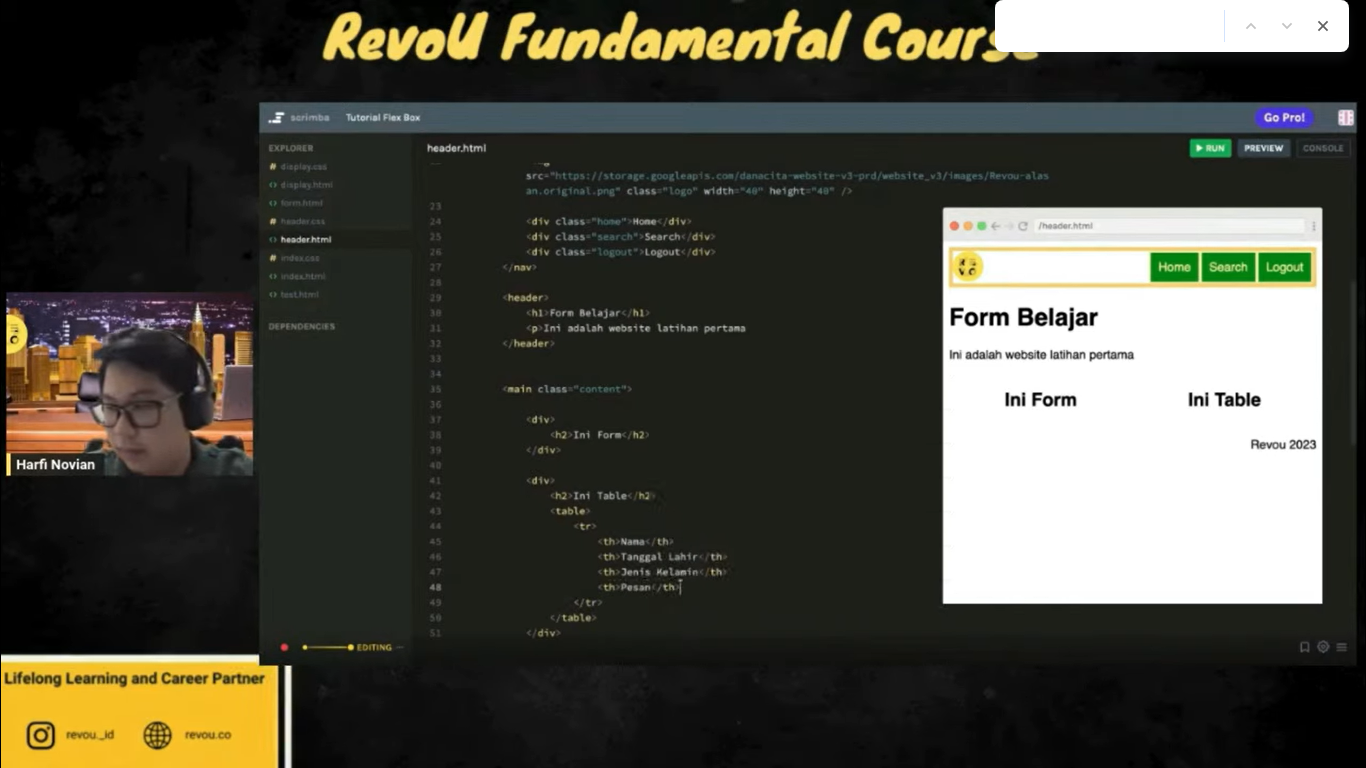 RevoU Fundamental Course
scrimba Tutorial Flex Box Go Pro!
EXPLORER
display.css
display.html
form.html
header.css
header.html
index.css
index.html
test.html
DEPENDENCIES
EDITING
header.html
RUN PREVIEW CONSOLE
src="https://storage.googleapis.com/danacita-website-v3-prd/website_v3/images/Revou-alas
an.original.png" class="logo" width="40" height="40" />
23
24 <div class="home">Home</div>
25 <div class="search">Search</div>
26 <div class="logout">Logout</div>
27 </nav>
28
29 <header>
30 <h1>Form Belajar</h1>
31 <p>Ini adalah website latihan pertama
32 </header>
33
34
35 <main class="content">
36
37 <div>
38 <h2>Ini Form</h2>
39 </div>
40
41 <div>
42 <h2>Ini Table</h2>
43 <table>
44 <tr>
45 <th>Nama</th>
46 <th>Tanggal Lahir</th>
47 <th>Jenis Kelamin</th>
48 <th>Pesan</th>
49 </tr>
50 </table>
51 </div>
/header.html
Home Search Logout
Form Belajar
Ini adalah website latihan pertama
Ini Form Ini Table
Revou 2023
Harfi Novian
Lifelong Learning and Career Partner
revou_id revou.co